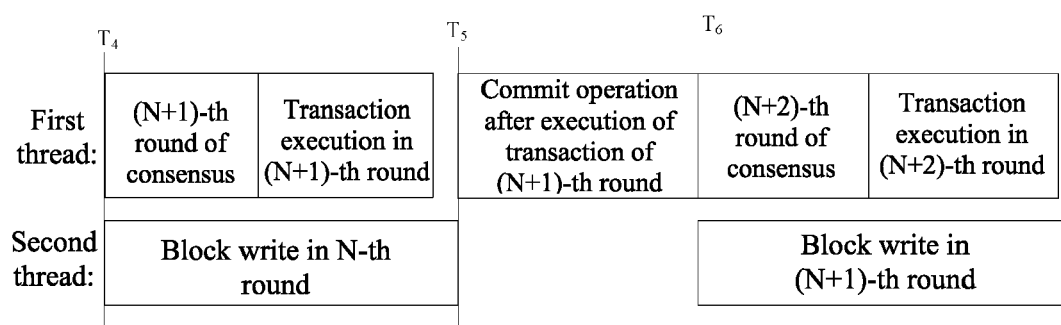 T4
T5
T6
First
thread:
(N+1)-th
round of
consensus
Transaction
execution in
(N+1)-th round
Commit operation
after execution of
transaction of
(N+1)-th round
(N+2)-th
round of
consensus
Transaction
execution in
(N+2)-th round
Second
thread:
Block write in N-th
round
Block write in
(N+1)-th round